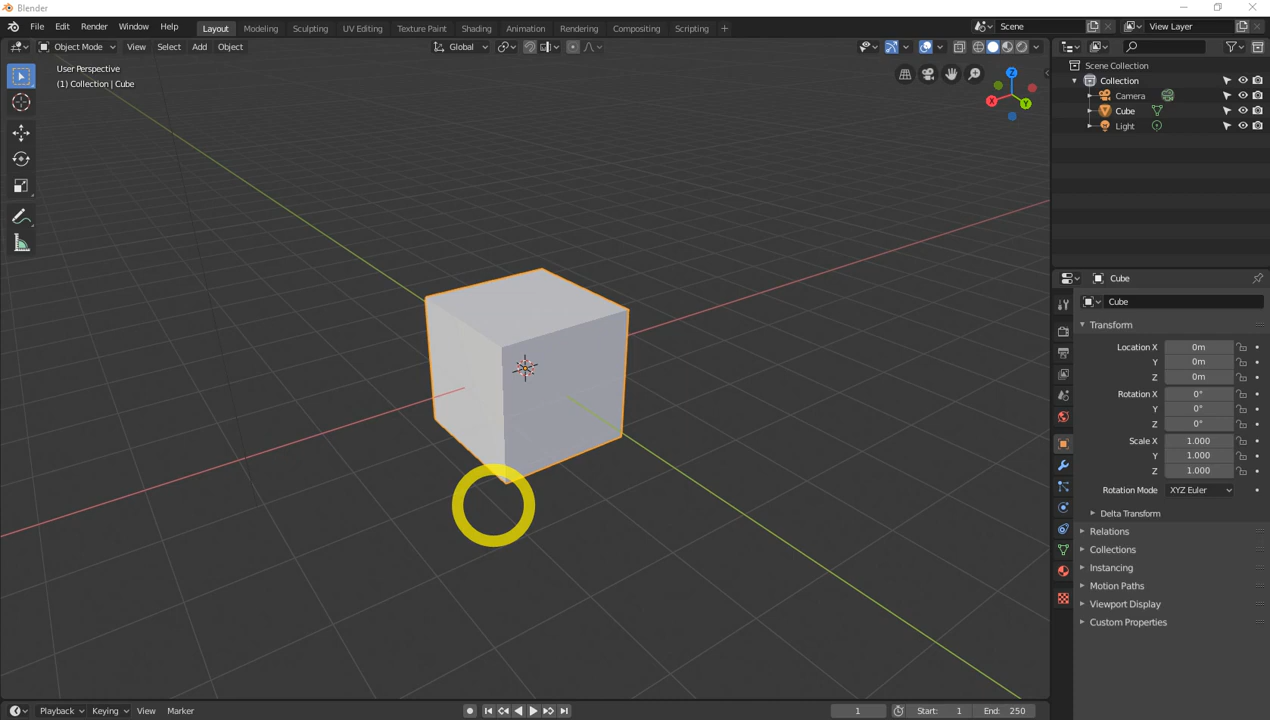 Blender
File Edit Render Window Help Layout Modeling Sculpting UV Editing Texture Paint Shading Animation Rendering Compositing Scripting + Scene View Layer
Object Mode View Select Add Object Global
User Perspective
(1) Collection | Cube
Z
X
Y
Scene Collection
Collection
Camera
Cube
Light
Cube
Cube
Transform
Location X 0m
Y 0m
Z 0m
Rotation X 0°
Y 0°
Z 0°
Scale X 1.000
Y 1.000
Z 1.000
Rotation Mode XYZ Euler
Delta Transform
Relations
Collections
Instancing
Motion Paths
Viewport Display
Custom Properties
Playback Keying View Marker 1 Start: 1 End: 250